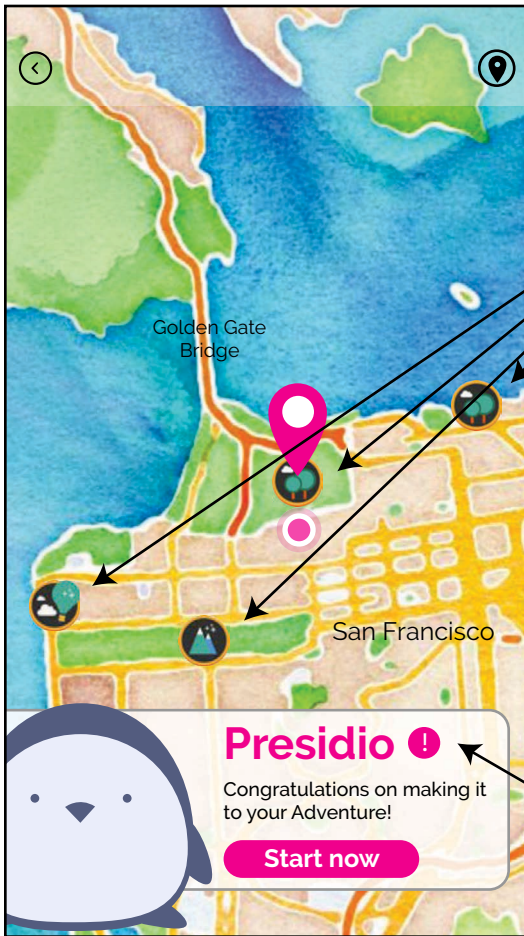 Golden Gate
Bridge
San Francisco
Presidio !
Congratulations on making it
to your Adventure!
Start now